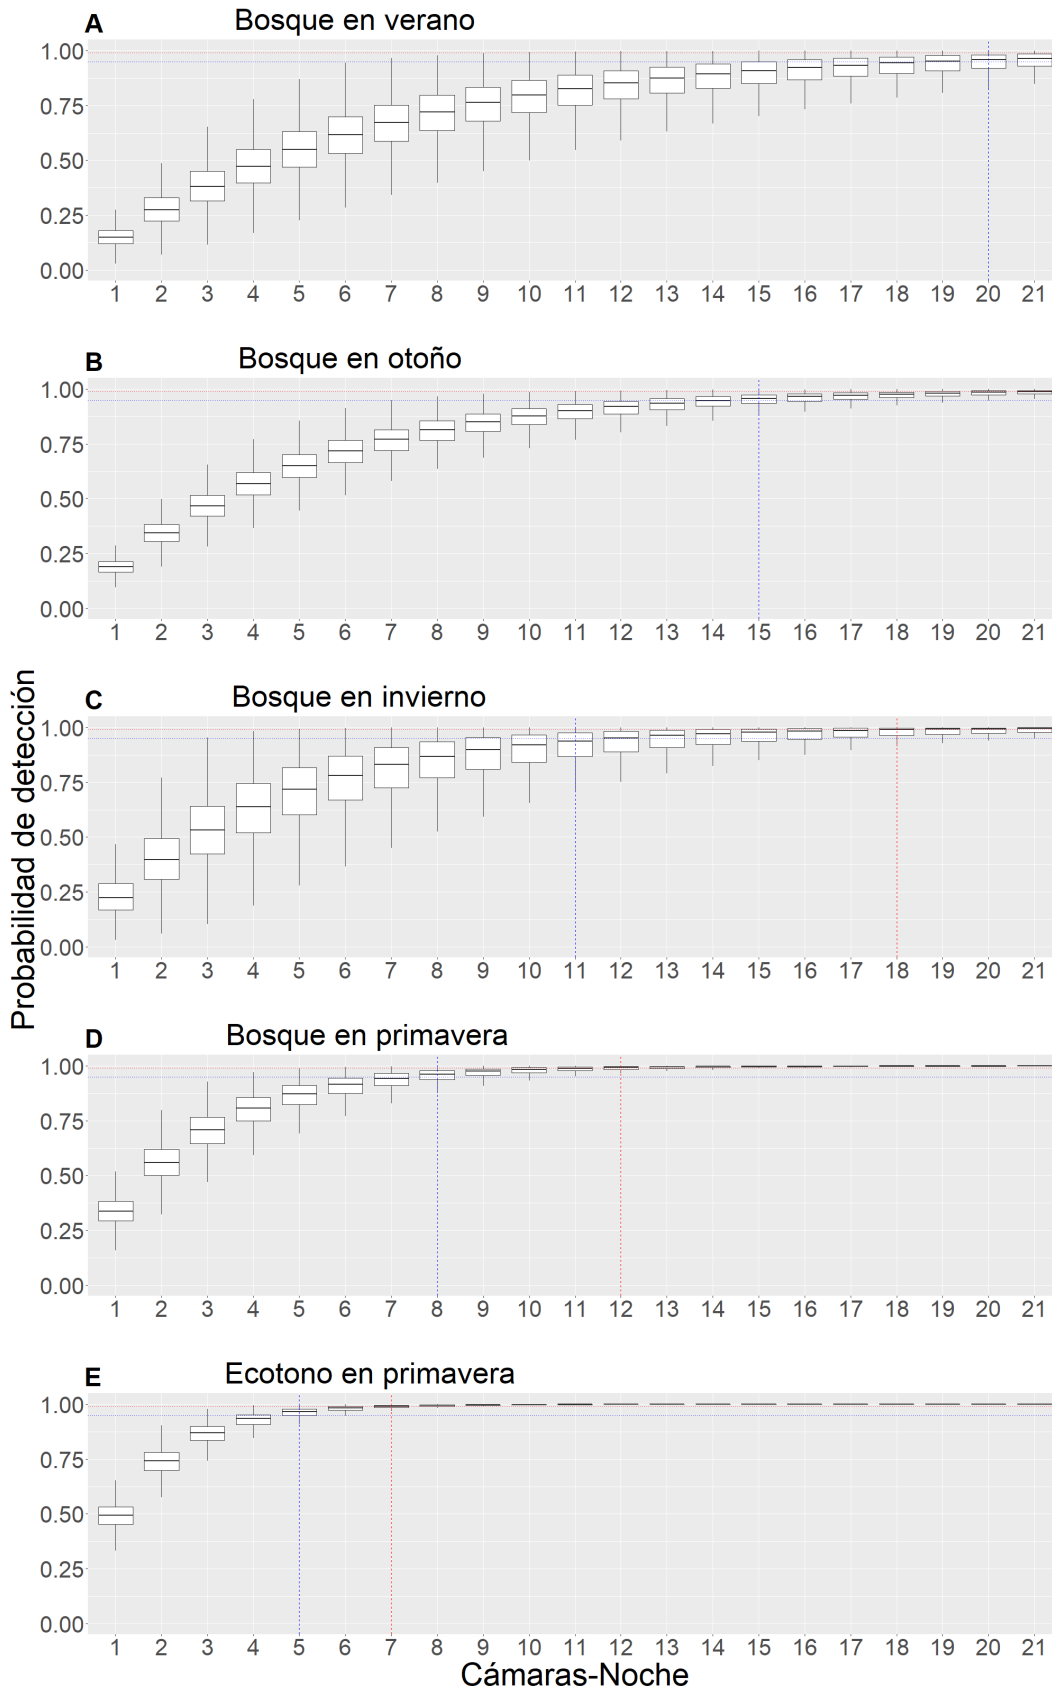 A Bosque en verano
1.00
0.75
0.50
0.25
0.00
1 2 3 4 5 6 7 8 9 10 11 12 13 14 15 16 17 18 19 20 21
B Bosque en otoño
1.00
0.75
0.50
0.25
0.00
1 2 3 4 5 6 7 8 9 10 11 12 13 14 15 16 17 18 19 20 21
Probabilidad de detección
C Bosque en invierno
1.00
0.75
0.50
0.25
0.00
1 2 3 4 5 6 7 8 9 10 11 12 13 14 15 16 17 18 19 20 21
D Bosque en primavera
1.00
0.75
0.50
0.25
0.00
1 2 3 4 5 6 7 8 9 10 11 12 13 14 15 16 17 18 19 20 21
E Ecotono en primavera
1.00
0.75
0.50
0.25
0.00
1 2 3 4 5 6 7 8 9 10 11 12 13 14 15 16 17 18 19 20 21
Cámaras-Noche